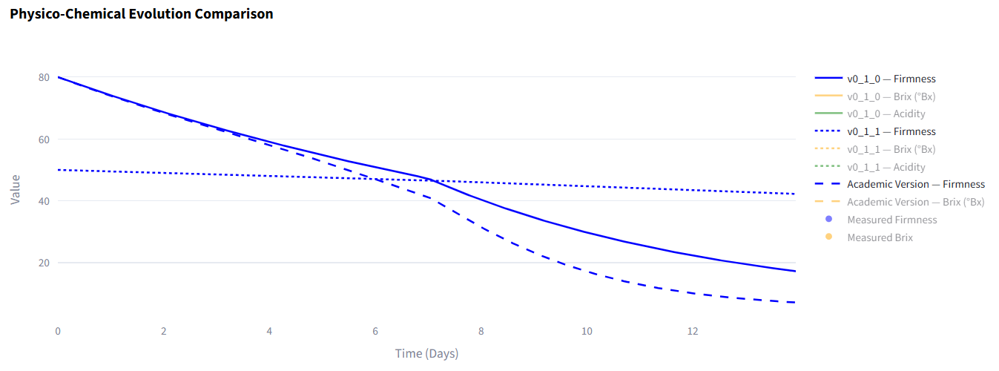 Physico-Chemical Evolution Comparison
80
60
40
20
Value
0 2 4 6 8 10 12
Time (Days)
v0_1_0 — Firmness
v0_1_0 — Brix (°Bx)
v0_1_0 — Acidity
v0_1_1 — Firmness
v0_1_1 — Brix (°Bx)
v0_1_1 — Acidity
Academic Version — Firmness
Academic Version — Brix (°Bx)
Measured Firmness
Measured Brix